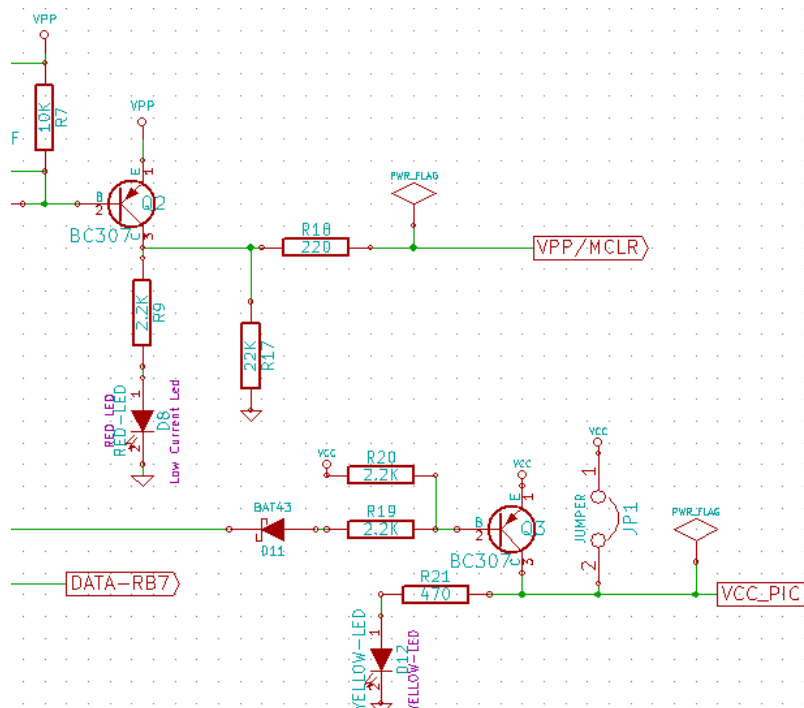 VPP
10K
R7
F
VPP
E
1
B
2
Q2
BC307
C
3
PWR_FLAG
R18
220
VPP/MCLR
2.2K
R9
22K
R17
1
RED-LED
RED-LED
D8
2
Low Current Led
VCC
R20
2.2K
VCC
VCC
1
BAT43
D11
R19
2.2K
E
1
B
2
Q3
BC307
C
3
JUMPER
JP1
2
PWR_FLAG
DATA-RB7
R21
470
VCC_PIC
1
YELLOW-LED
D12
YELLOW-LED
2